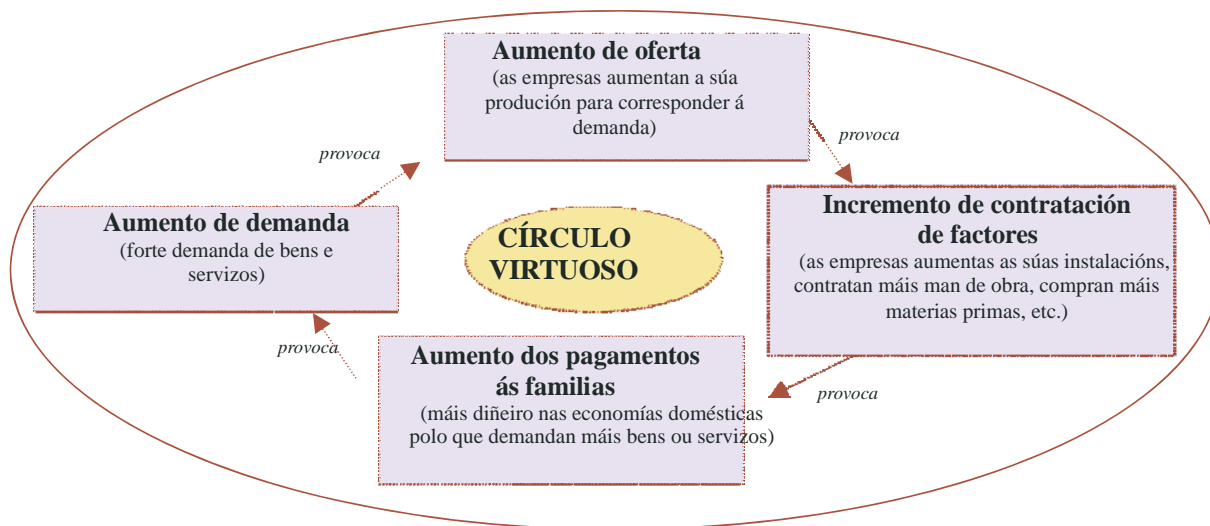 Aumento de oferta
(as empresas aumentan a súa
produción para corresponder á
demanda)
provoca
provoca
Aumento de demanda
(forte demanda de bens e
servizos)
CÍRCULO
VIRTUOSO
Incremento de contratación
de factores
(as empresas aumentas as súas instalacións,
contratan máis man de obra, compran máis
materias primas, etc.)
provoca
Aumento dos pagamentos
ás familias
(máis diñeiro nas economías domésticas
polo que demandan máis bens ou servizos)
provoca